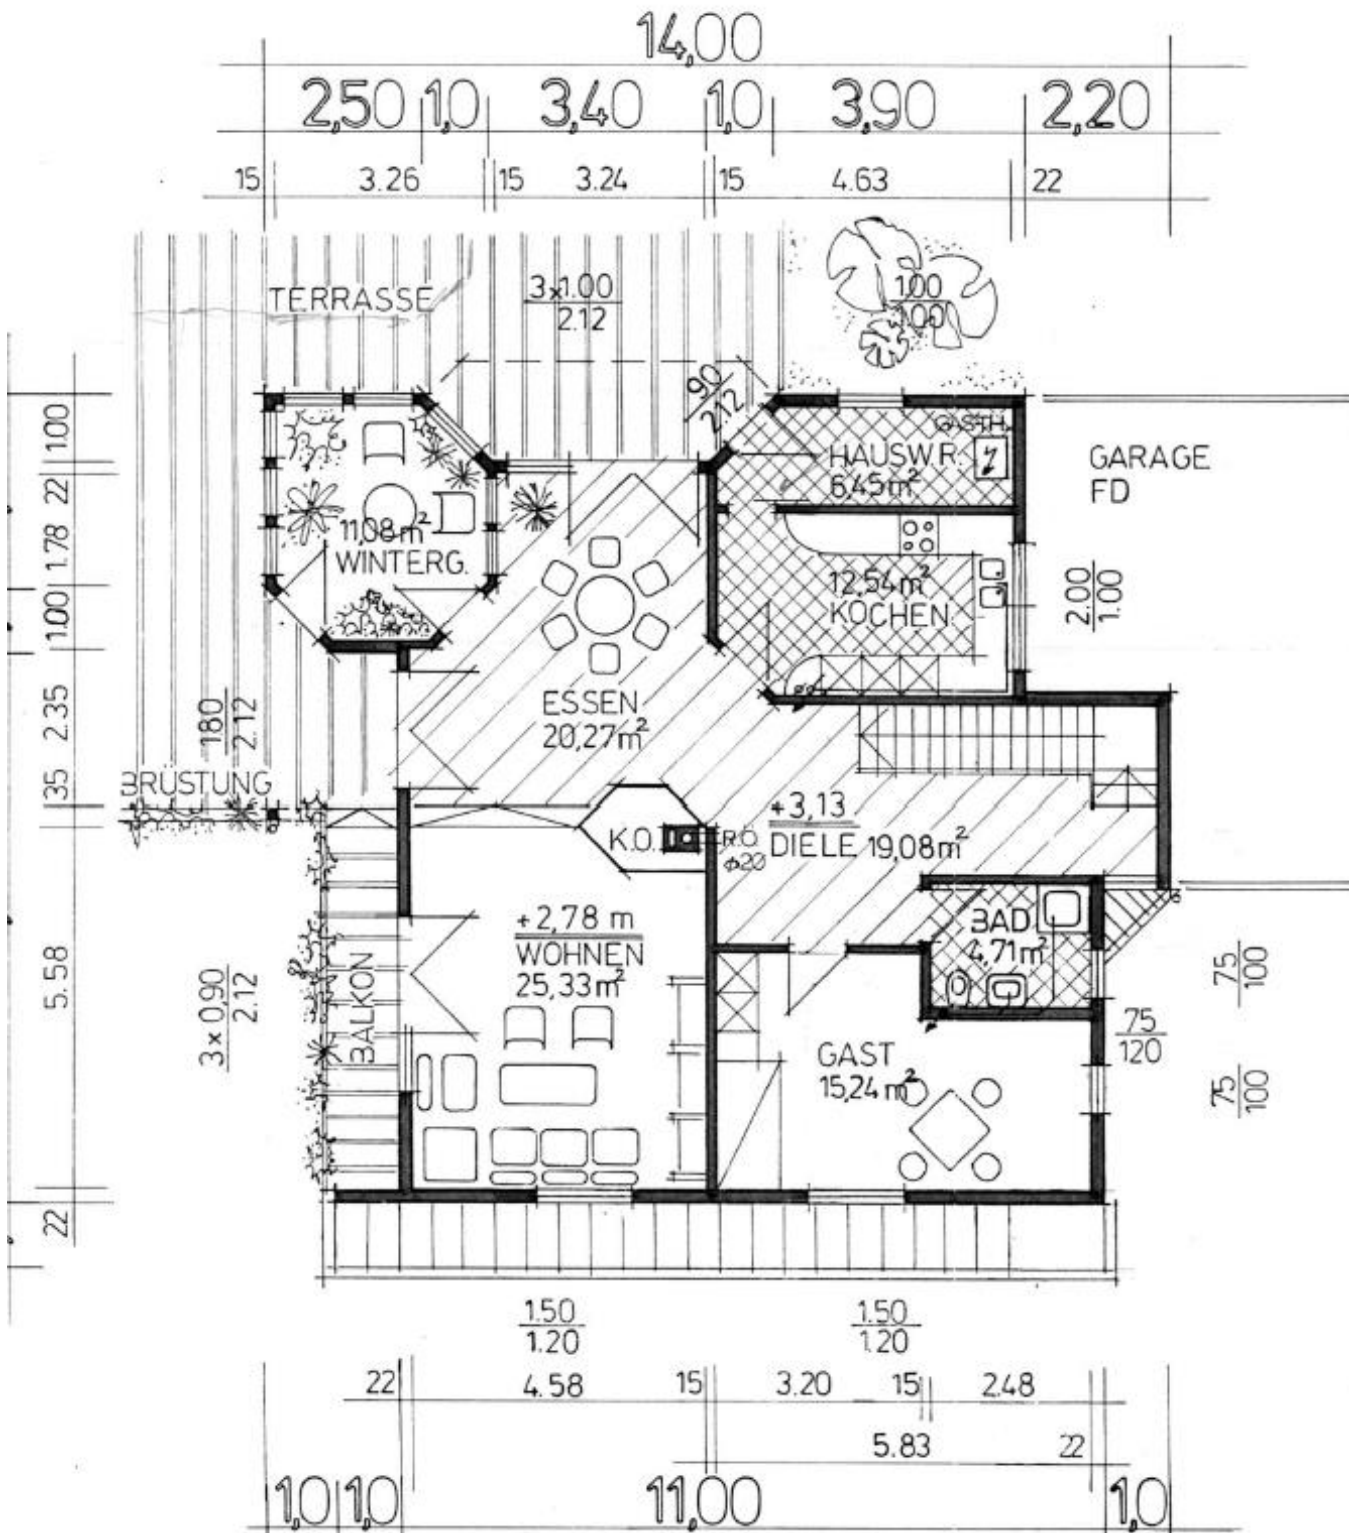 14,00
2,50 1,0 3,40 1,0 3,90 2,20
15 3.26 15 3.24 15 4.63 22
TERRASSE
3x1.00
2.12
1.00
1.00
90
2.12
GASTH.
HAUSW.R.
6,45m²
GARAGE
FD
11,08m²
WINTERG.
12,54m²
KOCHEN
2.00
1.00
1.00
22
1.78
1.00
2.35
35
5.58
22
ESSEN
20,27m²
1.80
2.12
BRÜSTUNG
K.O.
R.O.
φ20
+3,13
DIELE 19,08m²
+2,78 m
WOHNEN
25,33m²
BALKON
3x0,90
2.12
BAD
4,71m²
75
100
75
120
75
100
GAST
15,24m²
1.50
1.20
1.50
1.20
22 4.58 15 3.20 15 2.48
5.83 22
1,0 1,0 11,00 1,0